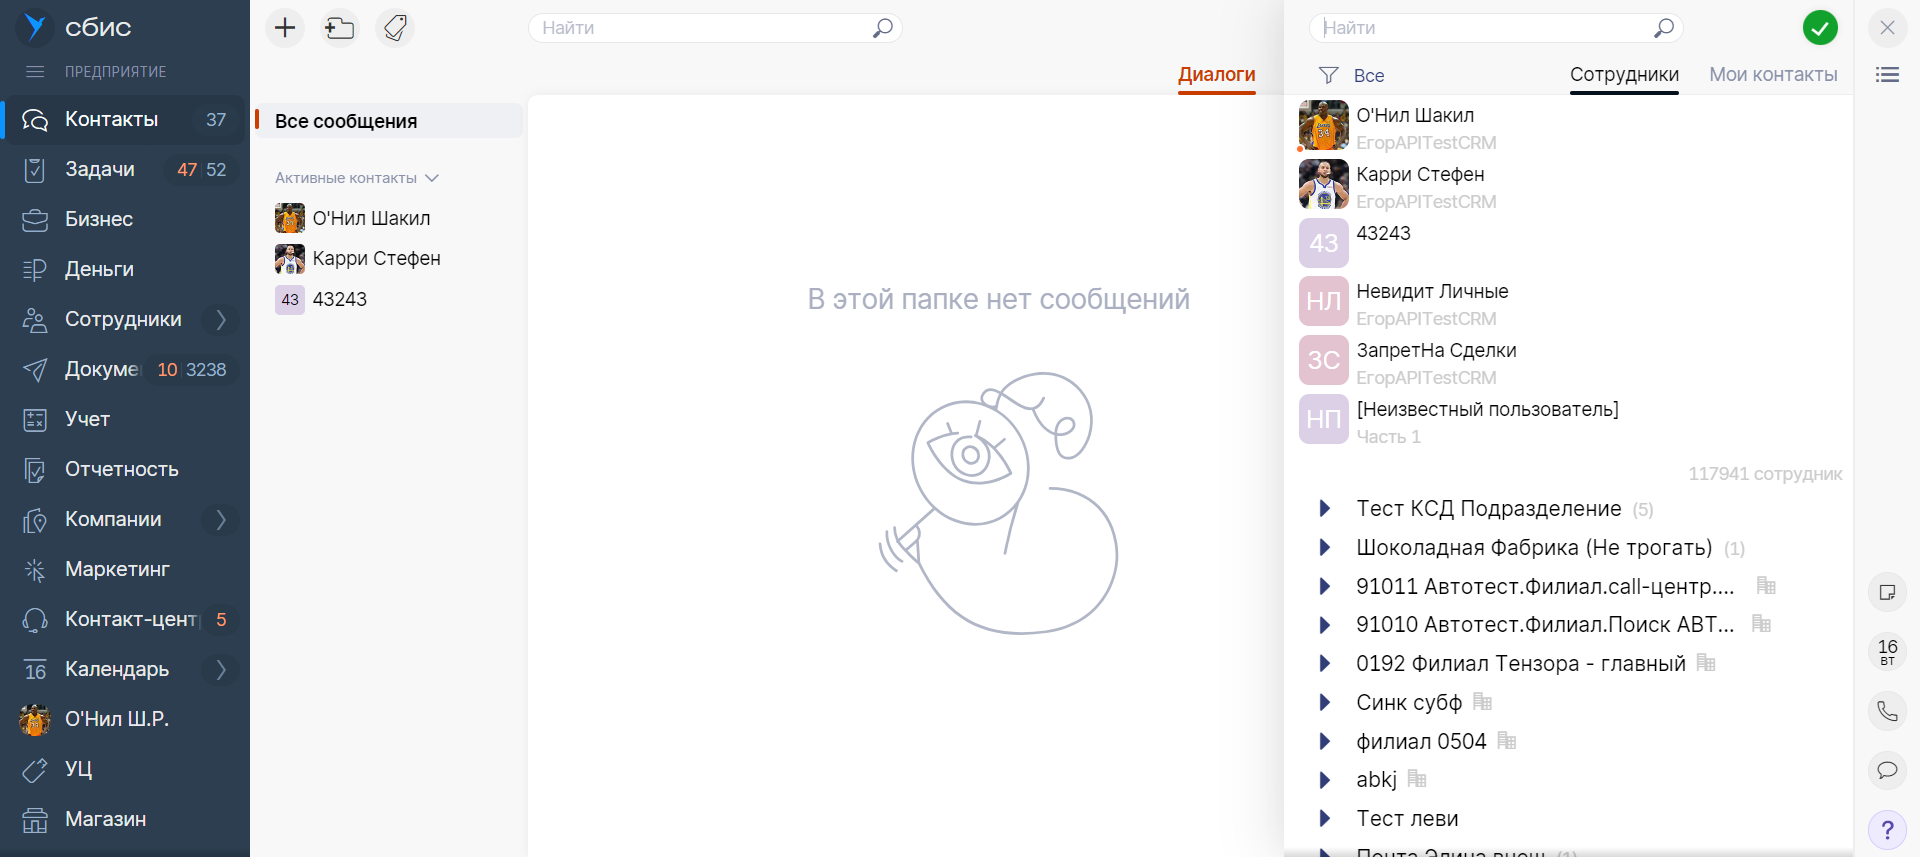 сбис
ПРЕДПРИЯТИЕ
Контакты 37
Задачи 47 52
Бизнес
Деньги
Сотрудники
Докуме 10 3238
Учет
Отчетность
Компании
Маркетинг
Контакт-цент 5
16 Календарь
О'Нил Ш.Р.
УЦ
Магазин
Найти
Диалоги
Все сообщения
Активные контакты
О'Нил Шакил
Карри Стефен
43 43243
В этой папке нет сообщений
Найти
Все Сотрудники Мои контакты
О'Нил Шакил
ЕгорAPITestCRM
Карри Стефен
ЕгорAPITestCRM
43 43243
НЛ Невидит Личные
ЕгорAPITestCRM
ЗС ЗапретНа Сделки
ЕгорAPITestCRM
НП [Неизвестный пользователь]
Часть 1
117941 сотрудник
Тест КСД Подразделение (5)
Шоколадная Фабрика (Не трогать) (1)
91011 Автотест.Филиал.call-центр....
91010 Автотест.Филиал.Поиск АВТ...
0192 Филиал Тензора - главный
Синк субф
филиал 0504
abkj
Тест леви
Почта Элина внеш (1)
16
ВТ
?